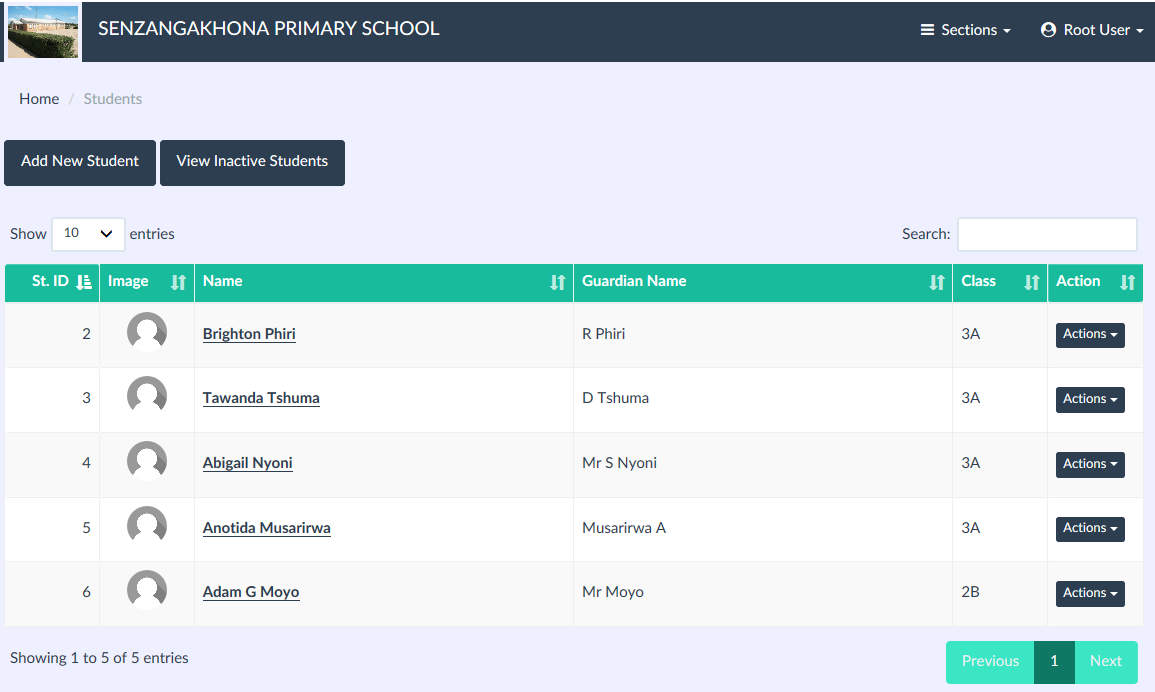 SENZANGAKHONA PRIMARY SCHOOL Sections Root User
Home / Students
Add New Student View Inactive Students
Show 10 entries Search:
St. ID Image Name Guardian Name Class Action
2 Brighton Phiri R Phiri 3A Actions
3 Tawanda Tshuma D Tshuma 3A Actions
4 Abigail Nyoni Mr S Nyoni 3A Actions
5 Anotida Musarirwa Musarirwa A 3A Actions
6 Adam G Moyo Mr Moyo 2B Actions
Showing 1 to 5 of 5 entries Previous 1 Next